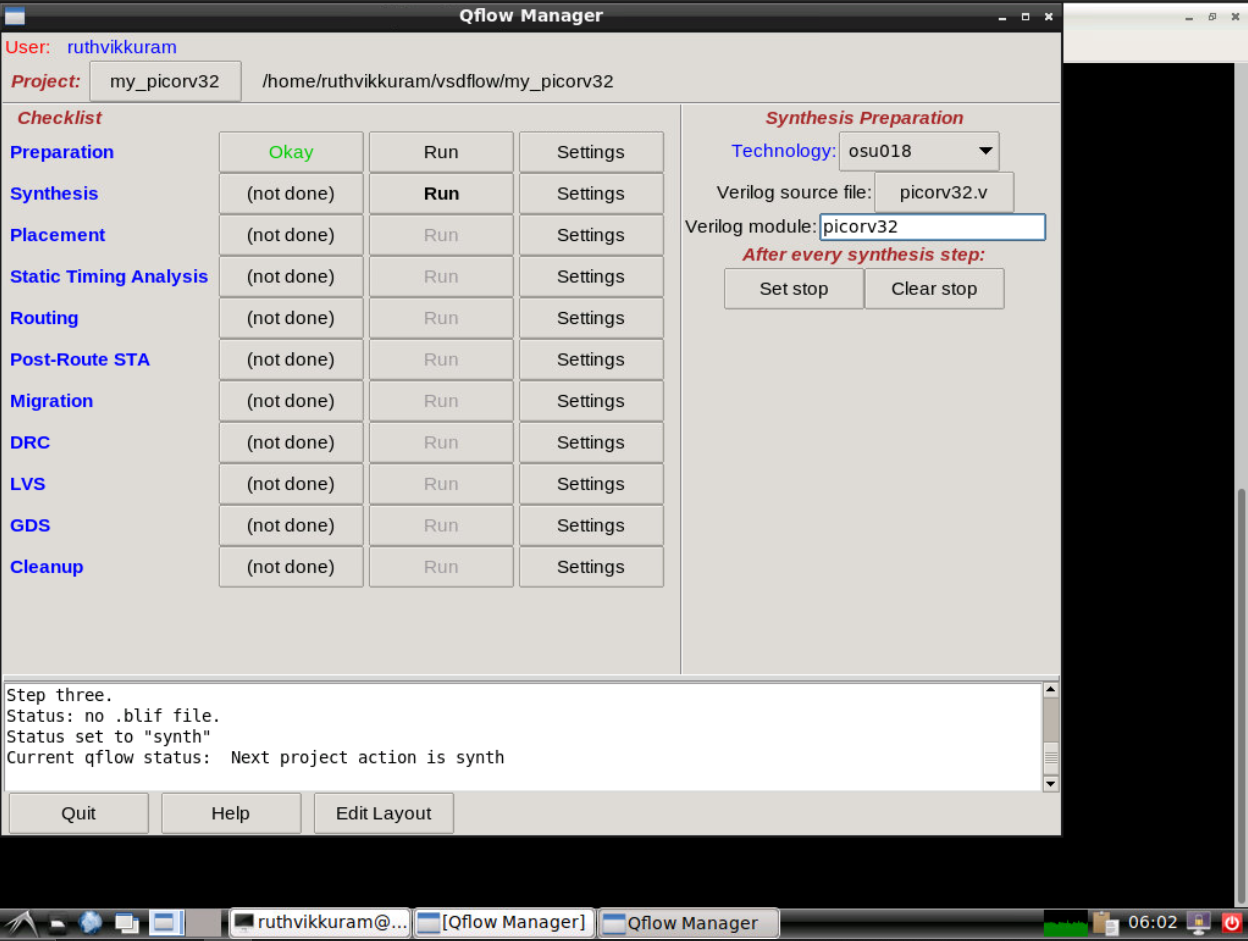 Qflow Manager
User: ruthvikkuram
Project: my_picorv32 /home/ruthvikkuram/vsdflow/my_picorv32
Checklist
Preparation Okay Run Settings
Synthesis (not done) Run Settings
Placement (not done) Run Settings
Static Timing Analysis (not done) Run Settings
Routing (not done) Run Settings
Post-Route STA (not done) Run Settings
Migration (not done) Run Settings
DRC (not done) Run Settings
LVS (not done) Run Settings
GDS (not done) Run Settings
Cleanup (not done) Run Settings
Synthesis Preparation
Technology: osu018
Verilog source file: picorv32.v
Verilog module: picorv32
After every synthesis step:
Set stop Clear stop
Step three.
Status: no .blif file.
Status set to "synth"
Current qflow status:  Next project action is synth
Quit Help Edit Layout
ruthvikkuram@... [Qflow Manager] Qflow Manager 06:02